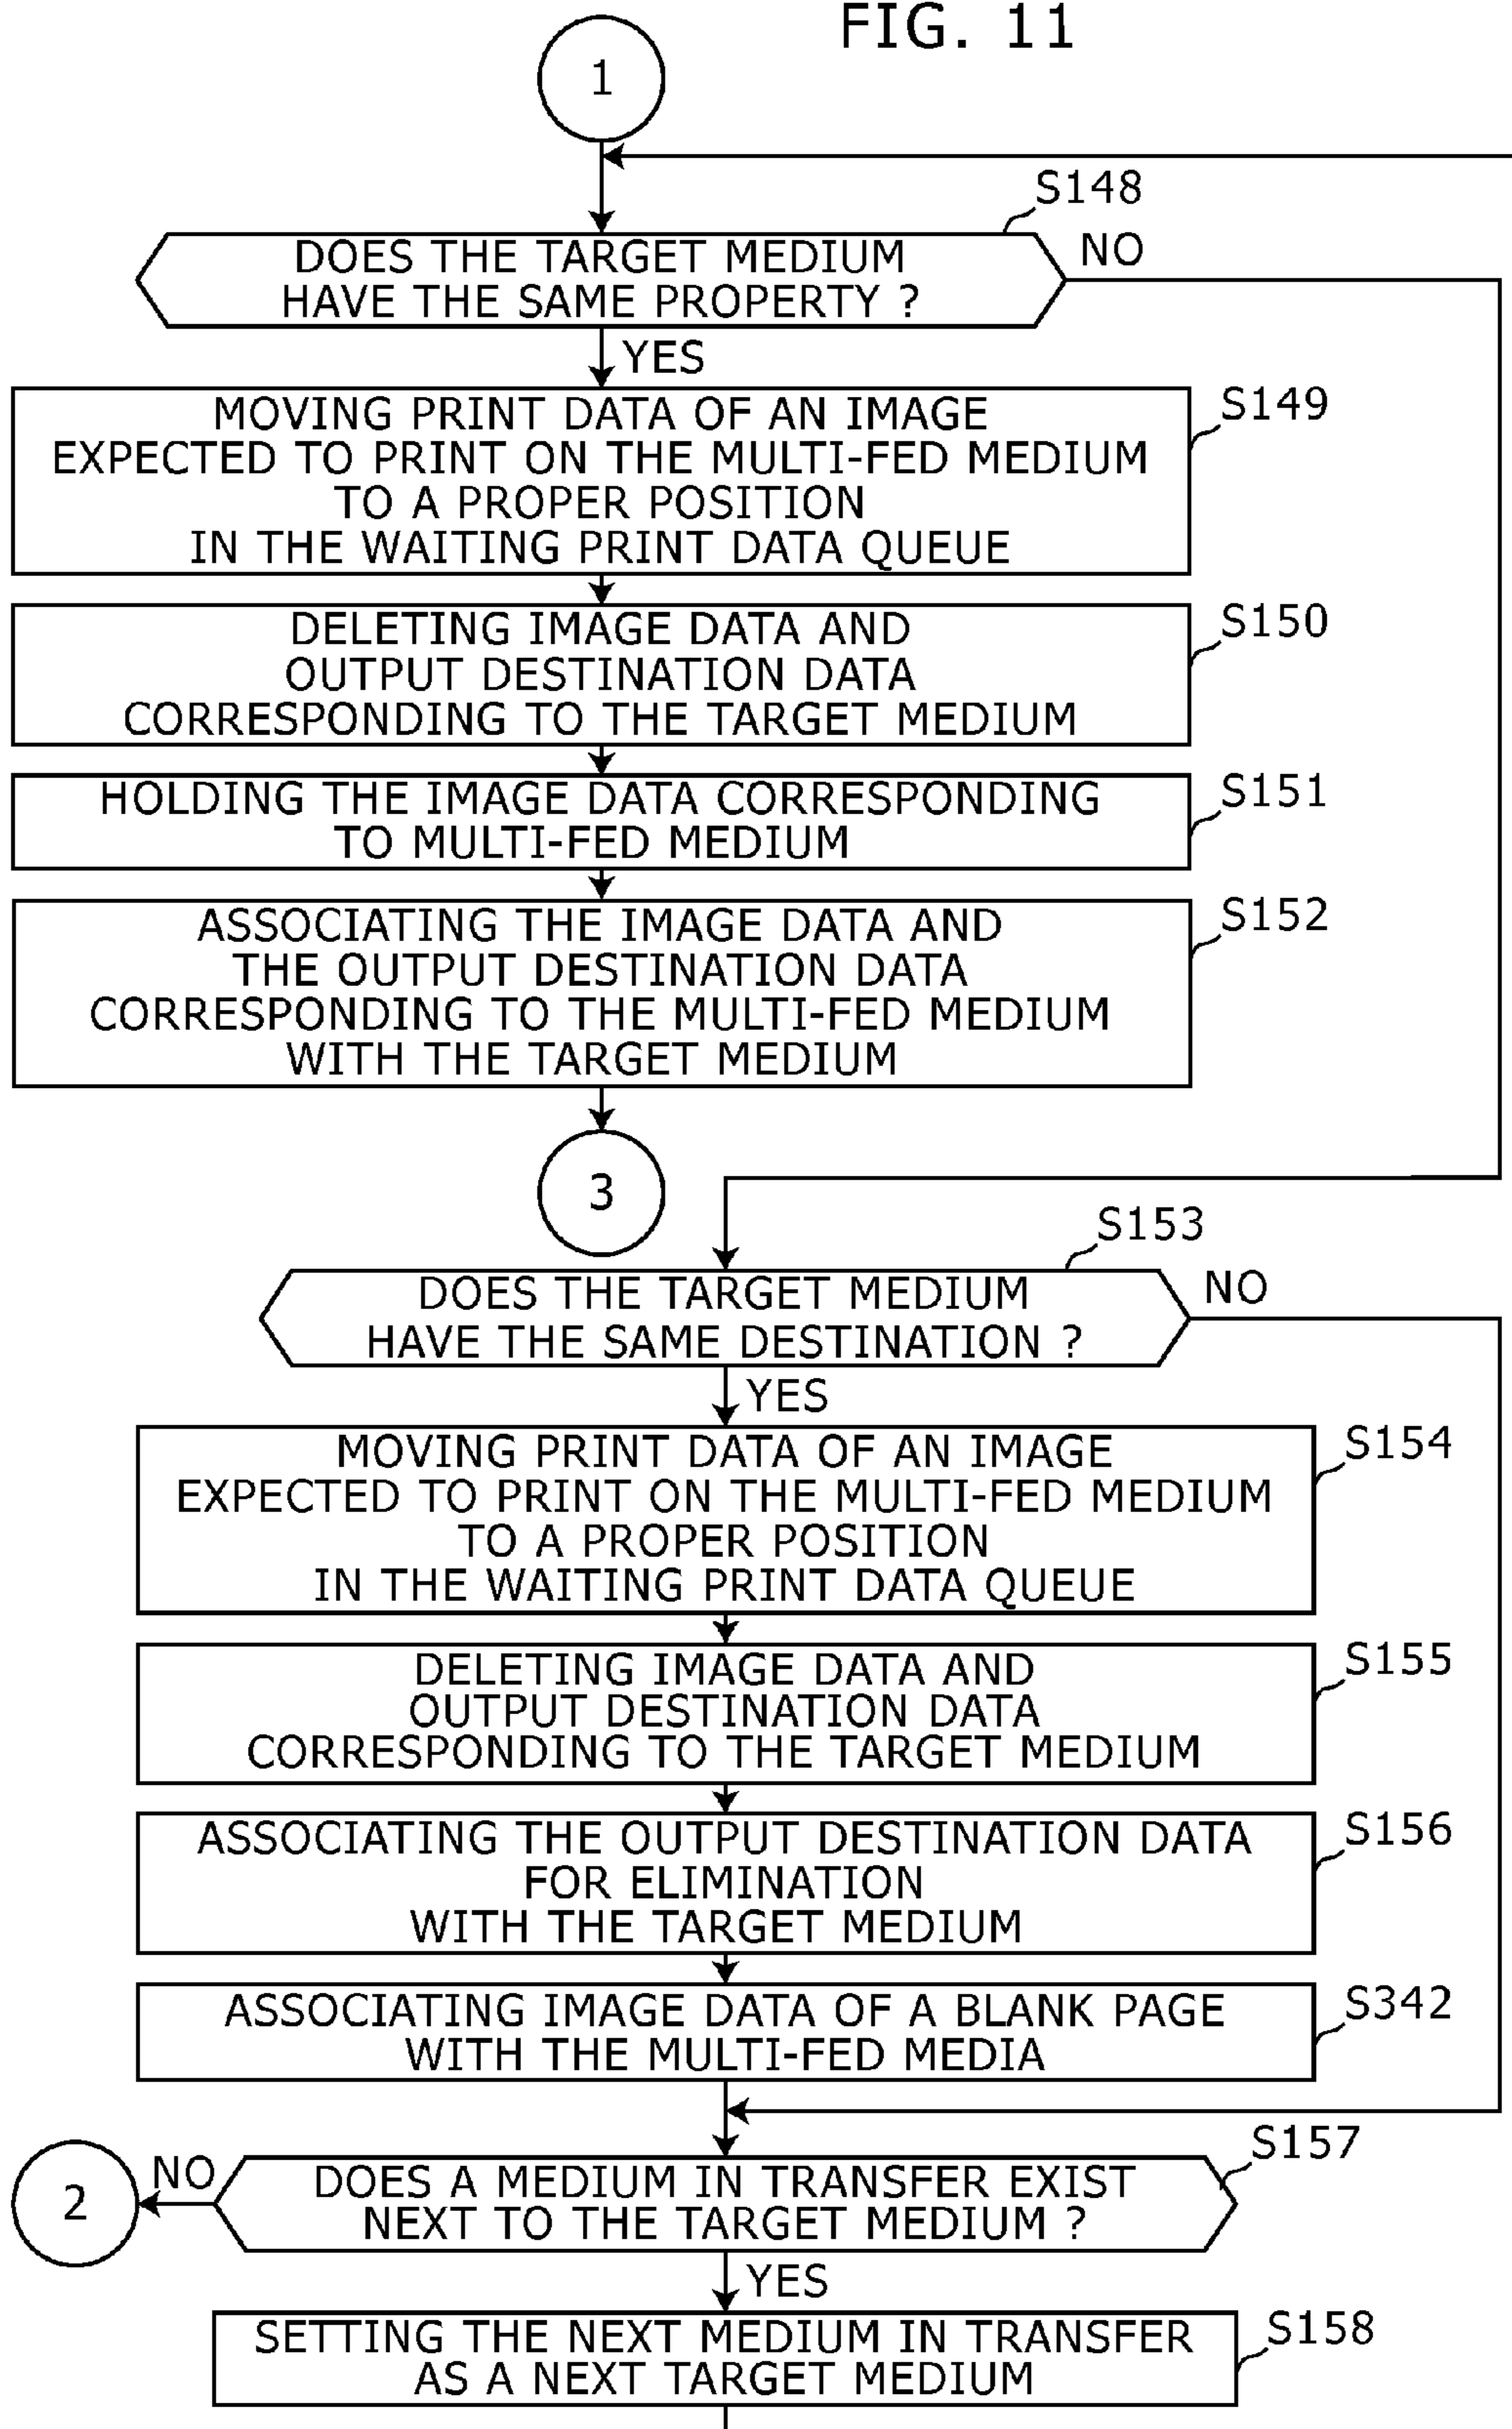 FIG. 11
1
S148
DOES THE TARGET MEDIUM
HAVE THE SAME PROPERTY ?
NO
YES
S149
MOVING PRINT DATA OF AN IMAGE
EXPECTED TO PRINT ON THE MULTI-FED MEDIUM
TO A PROPER POSITION
IN THE WAITING PRINT DATA QUEUE
S150
DELETING IMAGE DATA AND
OUTPUT DESTINATION DATA
CORRESPONDING TO THE TARGET MEDIUM
S151
HOLDING THE IMAGE DATA CORRESPONDING
TO MULTI-FED MEDIUM
S152
ASSOCIATING THE IMAGE DATA AND
THE OUTPUT DESTINATION DATA
CORRESPONDING TO THE MULTI-FED MEDIUM
WITH THE TARGET MEDIUM
3
S153
DOES THE TARGET MEDIUM
HAVE THE SAME DESTINATION ?
NO
YES
S154
MOVING PRINT DATA OF AN IMAGE
EXPECTED TO PRINT ON THE MULTI-FED MEDIUM
TO A PROPER POSITION
IN THE WAITING PRINT DATA QUEUE
S155
DELETING IMAGE DATA AND
OUTPUT DESTINATION DATA
CORRESPONDING TO THE TARGET MEDIUM
S156
ASSOCIATING THE OUTPUT DESTINATION DATA
FOR ELIMINATION
WITH THE TARGET MEDIUM
S342
ASSOCIATING IMAGE DATA OF A BLANK PAGE
WITH THE MULTI-FED MEDIA
S157
2
NO
DOES A MEDIUM IN TRANSFER EXIST
NEXT TO THE TARGET MEDIUM ?
YES
S158
SETTING THE NEXT MEDIUM IN TRANSFER
AS A NEXT TARGET MEDIUM